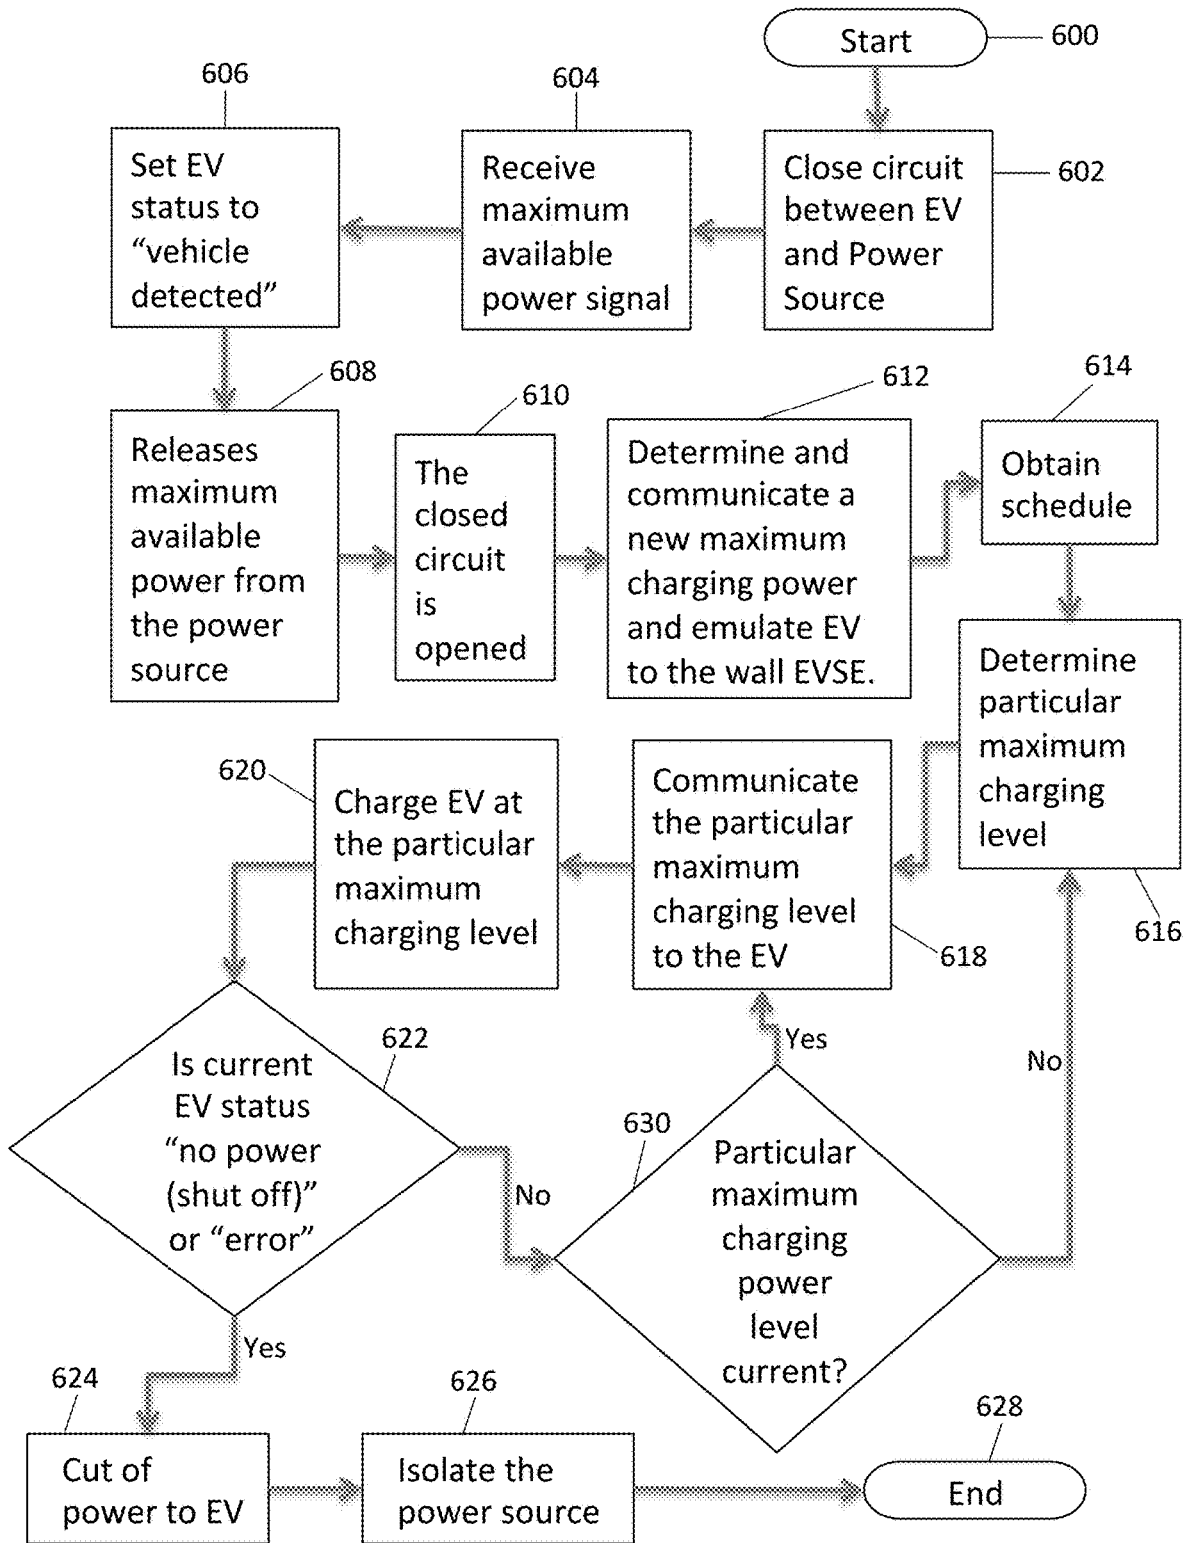 Start
600
606
604
Set EV
status to
“vehicle
detected”
Receive
maximum
available
power signal
Close circuit
between EV
and Power
Source
602
608
610
612
614
Releases
maximum
available
power from
the power
source
The
closed
circuit
is
opened
Determine and
communicate a
new maximum
charging power
and emulate EV
to the wall EVSE.
Obtain
schedule
Determine
particular
maximum
charging
level
616
620
Charge EV at
the particular
maximum
charging level
Communicate
the particular
maximum
charging level
to the EV
618
622
Is current
EV status
“no power
(shut off)”
or “error”
No
Yes
630
Particular
maximum
charging
power
level
current?
Yes
No
624
Cut of
power to EV
626
Isolate the
power source
628
End